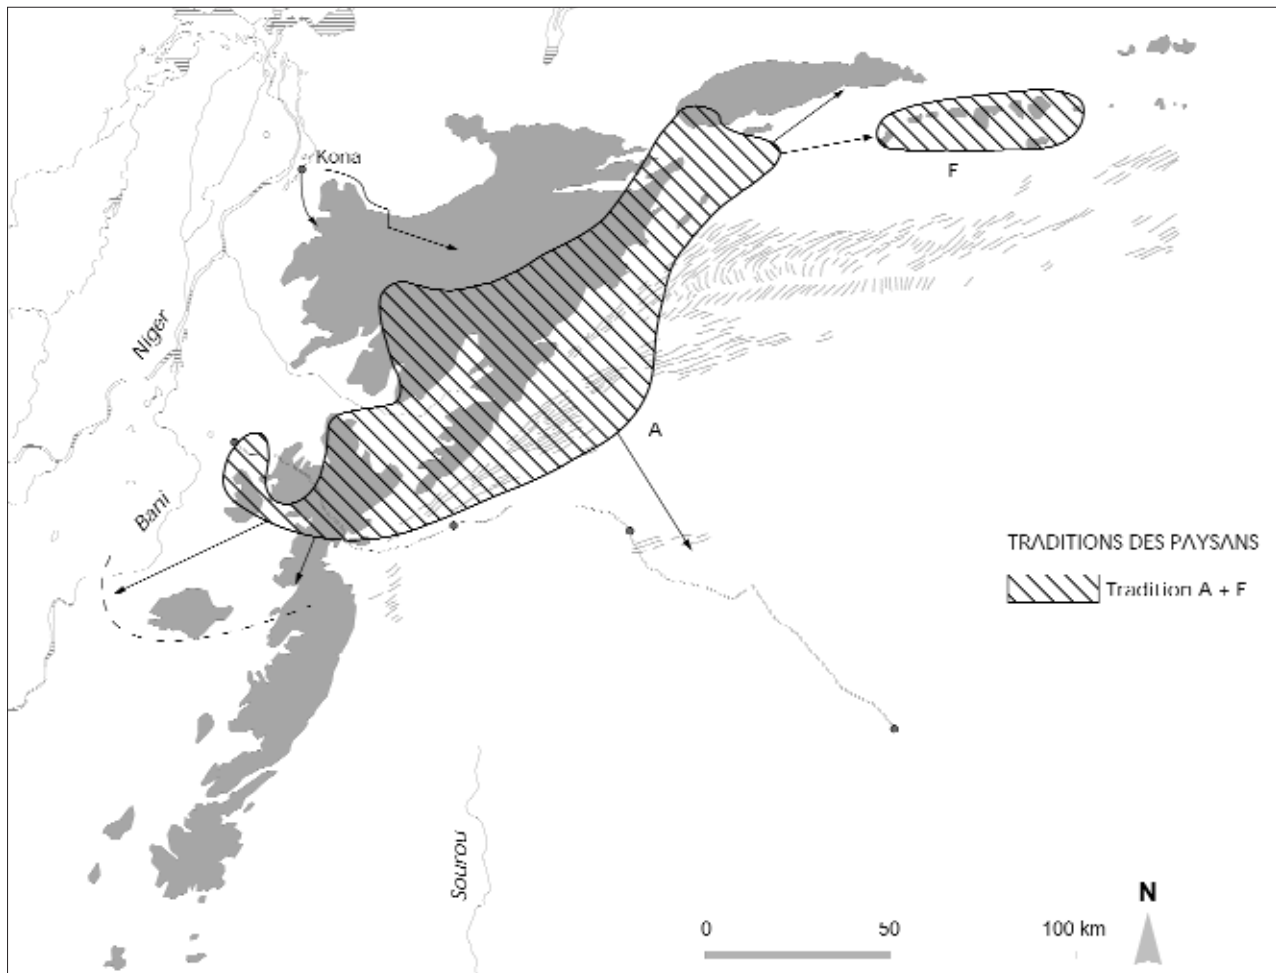 Kona
F
Niger
A
Bani
TRADITIONS DES PAYSANS
Tradition A + F
Sourou
N
0 50 100 km